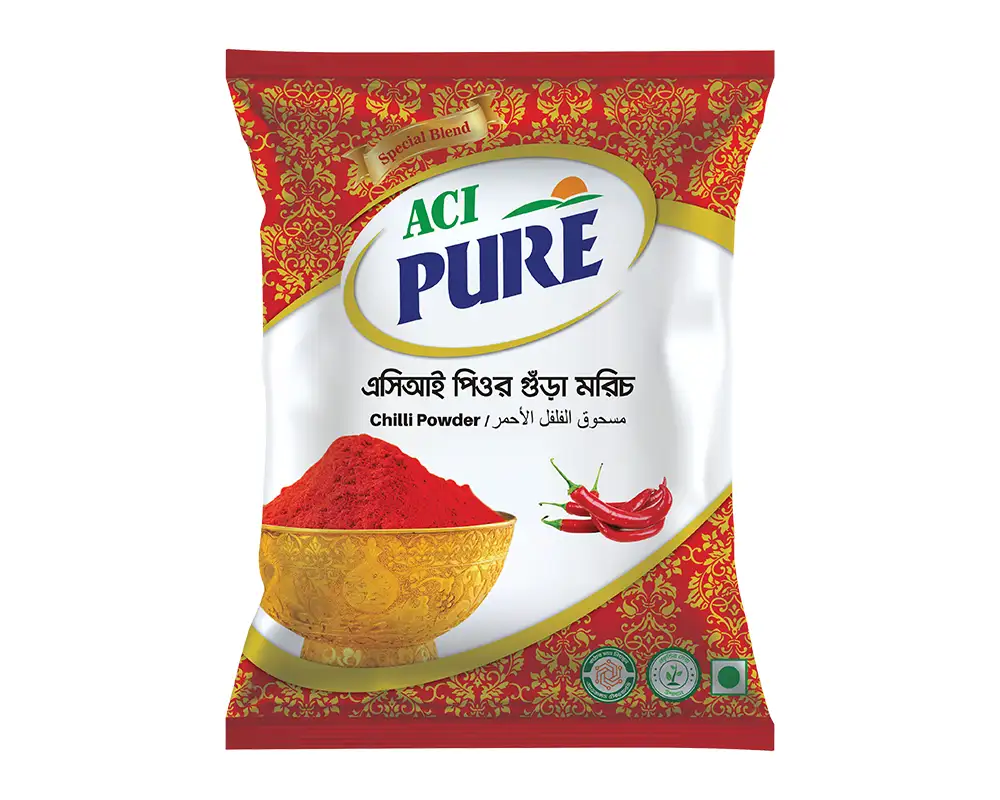 Special Blend
ACI
PURE
এসিআই পিওর গুঁড়া মরিচ
Chilli Powder / مسحوق الفلفل الأحمر